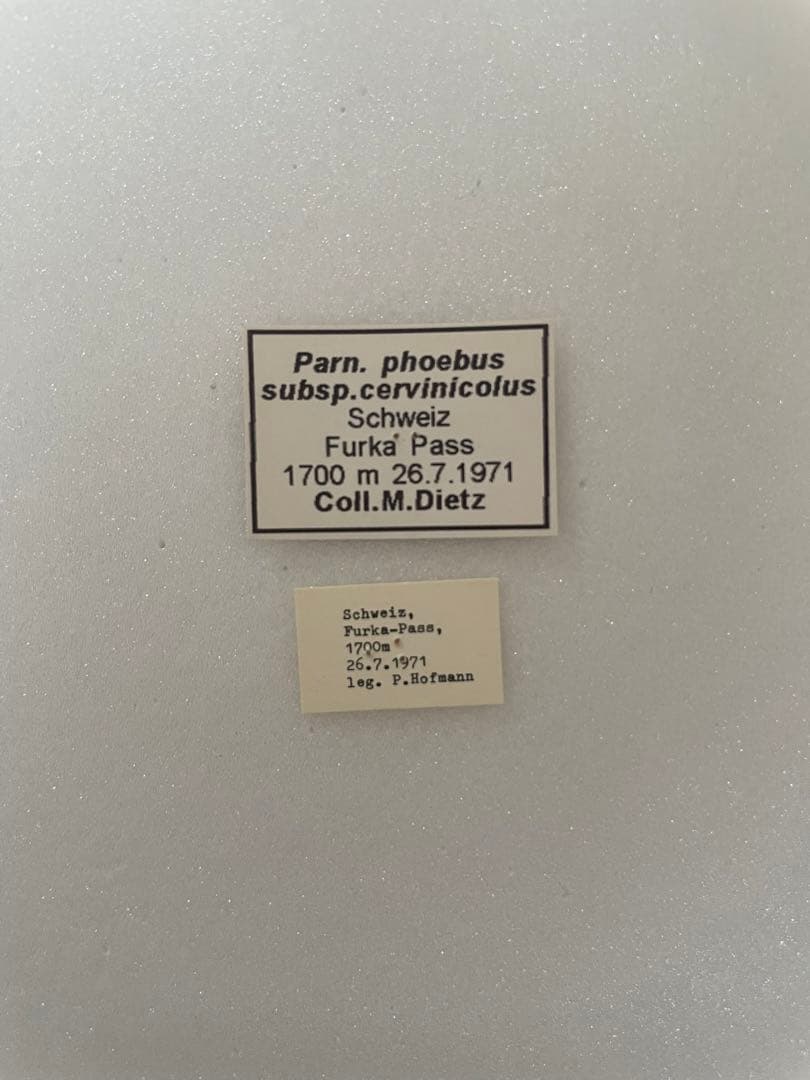 Parn. phoebus
subsp.cervinicolus
Schweiz
Furka Pass
1700 m 26.7.1971
Coll.M.Dietz
Schweiz,
Furka-Pass,
1700m
26.7.1971
leg. P.Hofmann